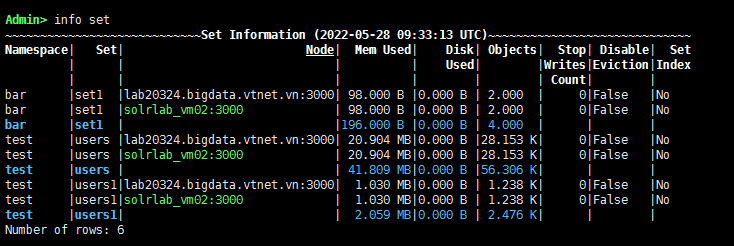 Admin> info set
~~~~~~~~~~~~~~~~~~~~~~~~~~~~Set Information (2022-05-28 09:33:13 UTC)~~~~~~~~~~~~~~~~~~~~~~~~~~~~~
Namespace|   Set|                          Node|  Mem Used|   Disk| Objects|  Stop| Disable|  Set
         |      |                              |          |   Used|        |Writes|Eviction|Index
         |      |                              |          |       |        | Count|        |
bar      |set1  |lab20324.bigdata.vtnet.vn:3000| 98.000 B |0.000 B| 2.000  |     0|False   |No
bar      |set1  |solrlab_vm02:3000             | 98.000 B |0.000 B| 2.000  |     0|False   |No
bar      |set1  |                              |196.000 B |0.000 B| 4.000  |      |        |
test     |users |lab20324.bigdata.vtnet.vn:3000| 20.904 MB|0.000 B|28.153 K|     0|False   |No
test     |users |solrlab_vm02:3000             | 20.904 MB|0.000 B|28.153 K|     0|False   |No
test     |users |                              | 41.809 MB|0.000 B|56.306 K|      |        |
test     |users1|lab20324.bigdata.vtnet.vn:3000|  1.030 MB|0.000 B| 1.238 K|     0|False   |No
test     |users1|solrlab_vm02:3000             |  1.030 MB|0.000 B| 1.238 K|     0|False   |No
test     |users1|                              |  2.059 MB|0.000 B| 2.476 K|      |        |
Number of rows: 6